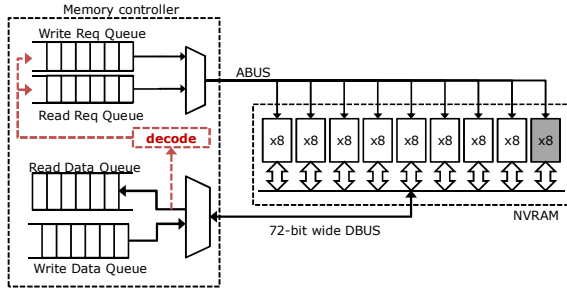 Memory controller
Write Req Queue
ABUS
Read Req Queue
x8 x8 x8 x8 x8 x8 x8 x8 x8
decode
Read Data Queue
NVRAM
72-bit wide DBUS
Write Data Queue